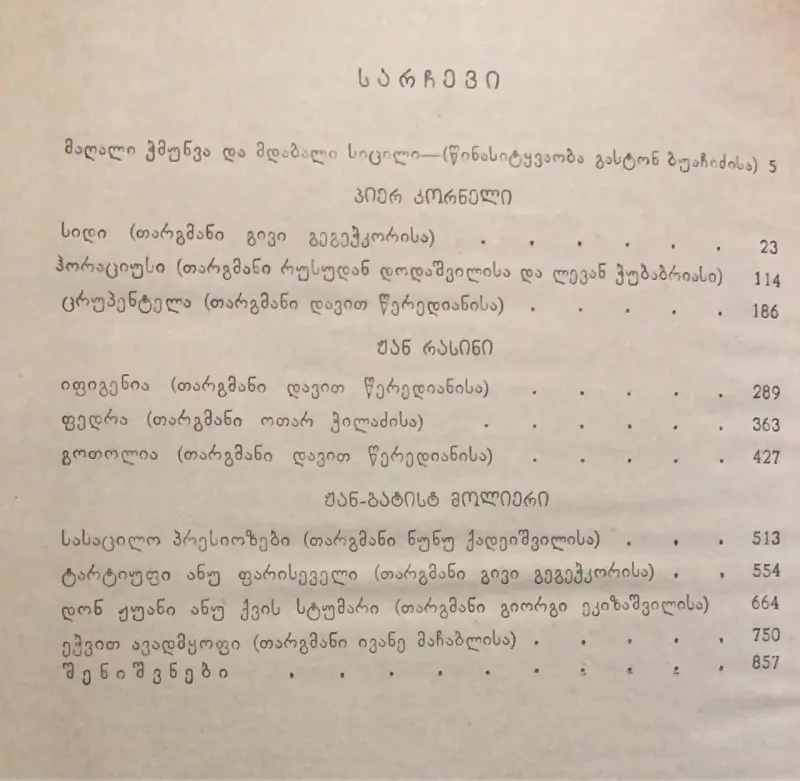 სარჩევი
მაღალი ჭმუნვა და მდაბალი სიცილი—(წინასიტყვაობა გასტონ ბუაჩიძისა) 5
პიერ კორნელი
სიდი (თარგმანი გივი გეგეჭკორისა) . . . . . . 23
ჰორაციუსი (თარგმანი რუსუდან დოდაშვილისა და ლევან ჭუბაბრიასი) 114
ცრუპენტელა (თარგმანი დავით წერედიანისა) . . . . . 186
ჟან რასინი
იფიგენია (თარგმანი დავით წერედიანისა) . . . . . 289
ფედრა (თარგმანი ოთარ ჭილაძისა) . . . . . . 363
გოთოლია (თარგმანი დავით წერედიანისა) . . . . . 427
ჟან-ბატისტ მოლიერი
სასაცილო პრესიოზები (თარგმანი ნუნუ ქადეიშვილისა) . . . 513
ტარტიუფი ანუ ფარისეველი (თარგმანი გივი გეგეჭკორისა) . . 554
დონ ჟუანი ანუ ქვის სტუმარი (თარგმანი გიორგი ეკიზაშვილისა) 664
ეჭვით ავადმყოფი (თარგმანი ივანე მაჩაბლისა) . . . . . 750
შენიშვნები . . . . . . . . . . 857